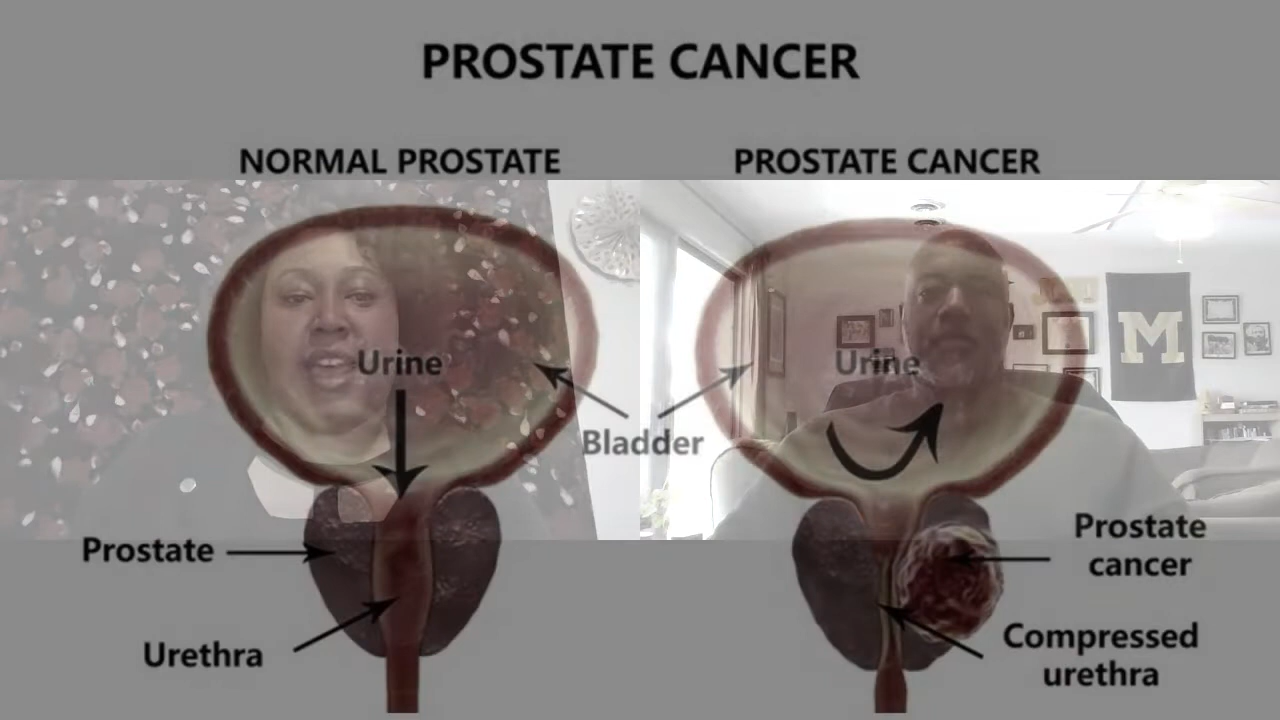 PROSTATE CANCER
NORMAL PROSTATE
PROSTATE CANCER
Urine
Urine
M
Bladder
Prostate
Prostate
cancer
Urethra
Compressed
urethra